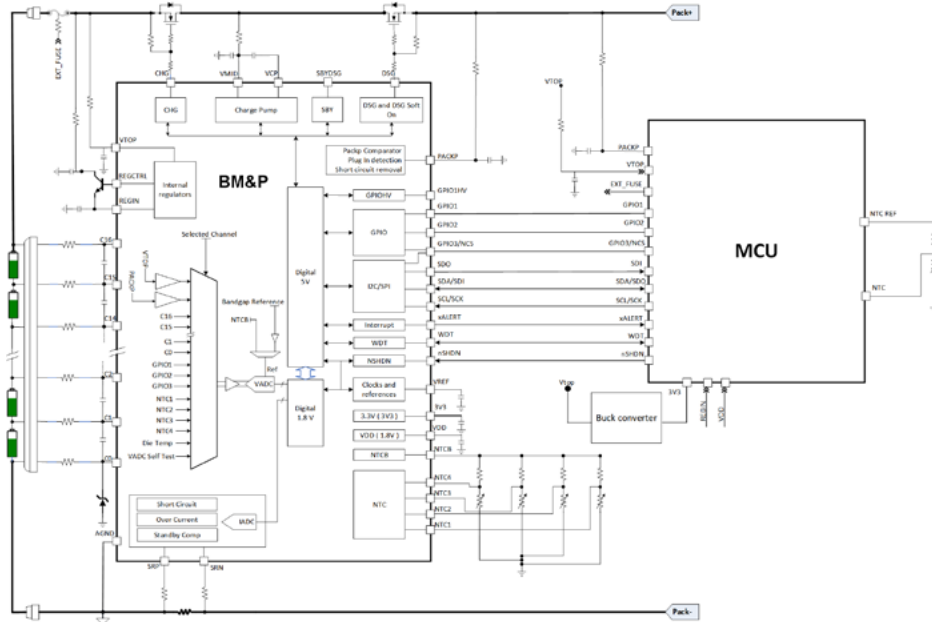 Pack+
EXT_FUSE
CHG
VMID
VCP
SBYDSG
DSG
CHG
Charge Pump
SBY
DSG and DSG Soft
On
VTOP
Packp Comparator
Plug In detection
Short circuit removal
PACKP
PACKP
VTOP
VTOP
EXT_FUSE
REGCTRL
REGIN
Internal
regulators
BM&P
GPIO1HV
GPIO1HV
GPIO1
GPIO1
GPIO
GPIO2
GPIO2
GPIO3/NCS
GPIO3/NCS
MCU
NTC REF
NTC
Selected Channel
Digital
5V
I2C/SPI
SDO
SDI
SDA/SDI
SDA/SDO
SCL/SCK
SCL/SCK
C16
C15
C14
C2
C1
C0
VTOP
PACKP
Bandgap Reference
NTCB
Ref
VADC
C16
C15
C1
C0
GPIO1
GPIO2
GPIO3
NTC1
NTC2
NTC3
NTC4
Die Temp
VADC Self Test
Interrupt
xALERT
xALERT
WDT
WDT
WDT
NSHDN
nSHDN
nSHDN
Digital
1.8 V
Clocks and
references
VREF
3.3V ( 3V3 )
3V3
VDD ( 1.8V )
VDD
NTCB
NTCB
NTC
NTC4
NTC3
NTC2
NTC1
Vtop
Buck converter
3V3
REGIN
VDD
Short Circuit
Over Current
Standby Comp
IADC
AGND
SRP
SRN
Pack-